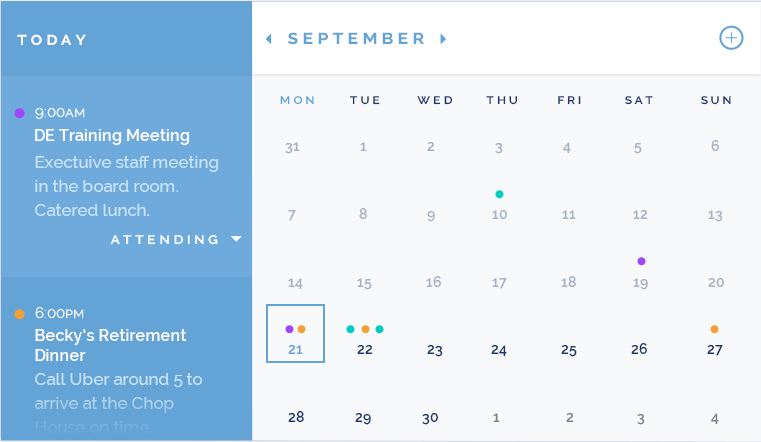 TODAY
9:00AM
DE Training Meeting
Exectuive staff meeting
in the board room.
Catered lunch.
ATTENDING
6:00PM
Becky's Retirement
Dinner
Call Uber around 5 to
arrive at the Chop
House on time
SEPTEMBER
MON TUE WED THU FRI SAT SUN
31 1 2 3 4 5 6
7 8 9 10 11 12 13
14 15 16 17 18 19 20
21 22 23 24 25 26 27
28 29 30 1 2 3 4